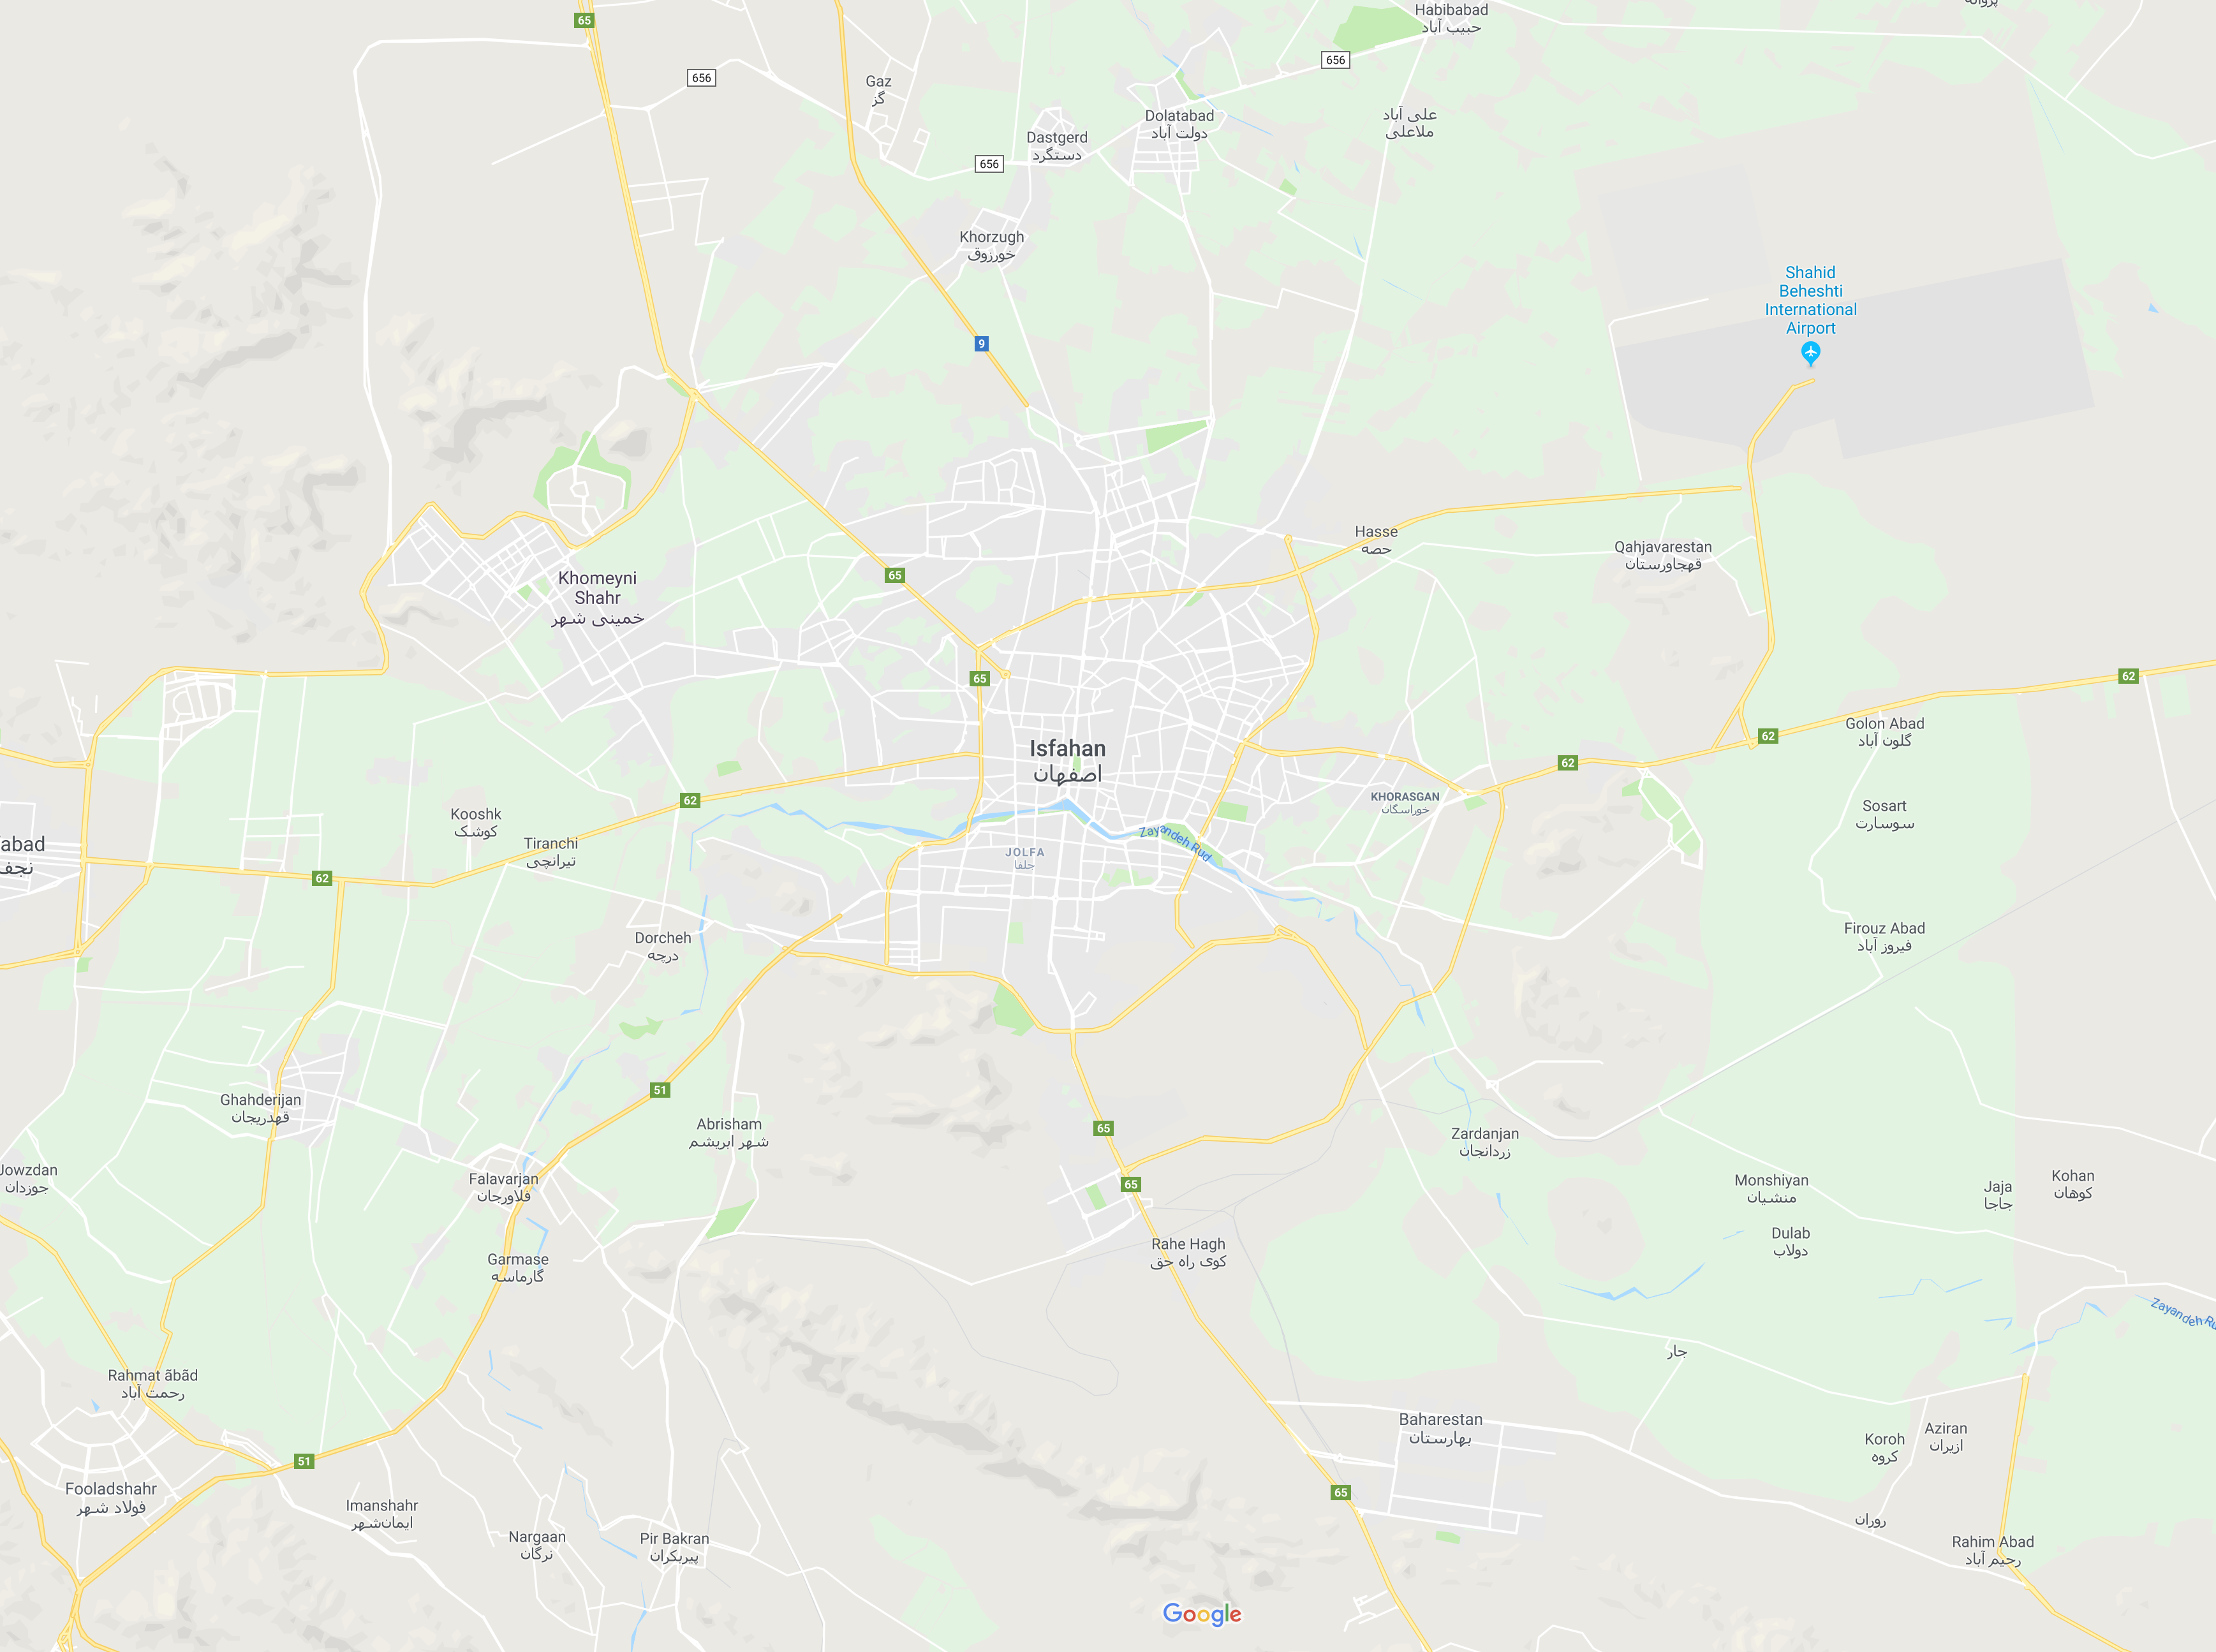 65
656
Habibabad
حبیب آباد
656
Gaz
گز
Dolatabad
دولت آباد
علی آباد
ملاعلی
Dastgerd
دستگرد
656
Khorzugh
خورزوق
Shahid
Beheshti
International
Airport
9
Hasse
حصه
Qahjavarestan
قهجاورستان
65
Khomeyni
Shahr
خمینی شهر
65
62
Golon Abad
گلون آباد
62
Isfahan
اصفهان
62
62
KHORASGAN
خوراسگان
Kooshk
کوشک
Sosart
سوسارت
Tiranchi
تیرانچی
Zayandeh Rud
abad
نجف
JOLFA
جلفا
62
Dorcheh
درچه
Firouz Abad
فیروز آباد
51
Ghahderijan
قهدریجان
Abrisham
شهر ابریشم
65
Zardanjan
زردانجان
Jowzdan
جوزدان
Falavarjan
فلاورجان
65
Monshiyan
منشیان
Jaja
جاجا
Kohan
کوهان
Dulab
دولاب
Rahe Hagh
کوی راه حق
Garmase
گارماسه
Zayandeh Ru
جار
Rahmat ãbãd
رحمت آباد
Baharestan
بهارستان
Aziran
ازیران
Koroh
کروه
51
Fooladshahr
فولاد شهر
65
Imanshahr
ایمان‌شهر
روران
Nargaan
نرگان
Pir Bakran
پیربکران
Rahim Abad
رحیم آباد
Google